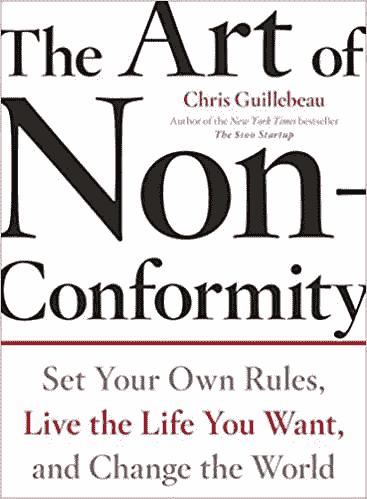 The Art of
Chris Guillebeau
Author of the New York Times bestseller
The $100 Startup
Non-
Conformity
Set Your Own Rules,
Live the Life You Want,
and Change the World